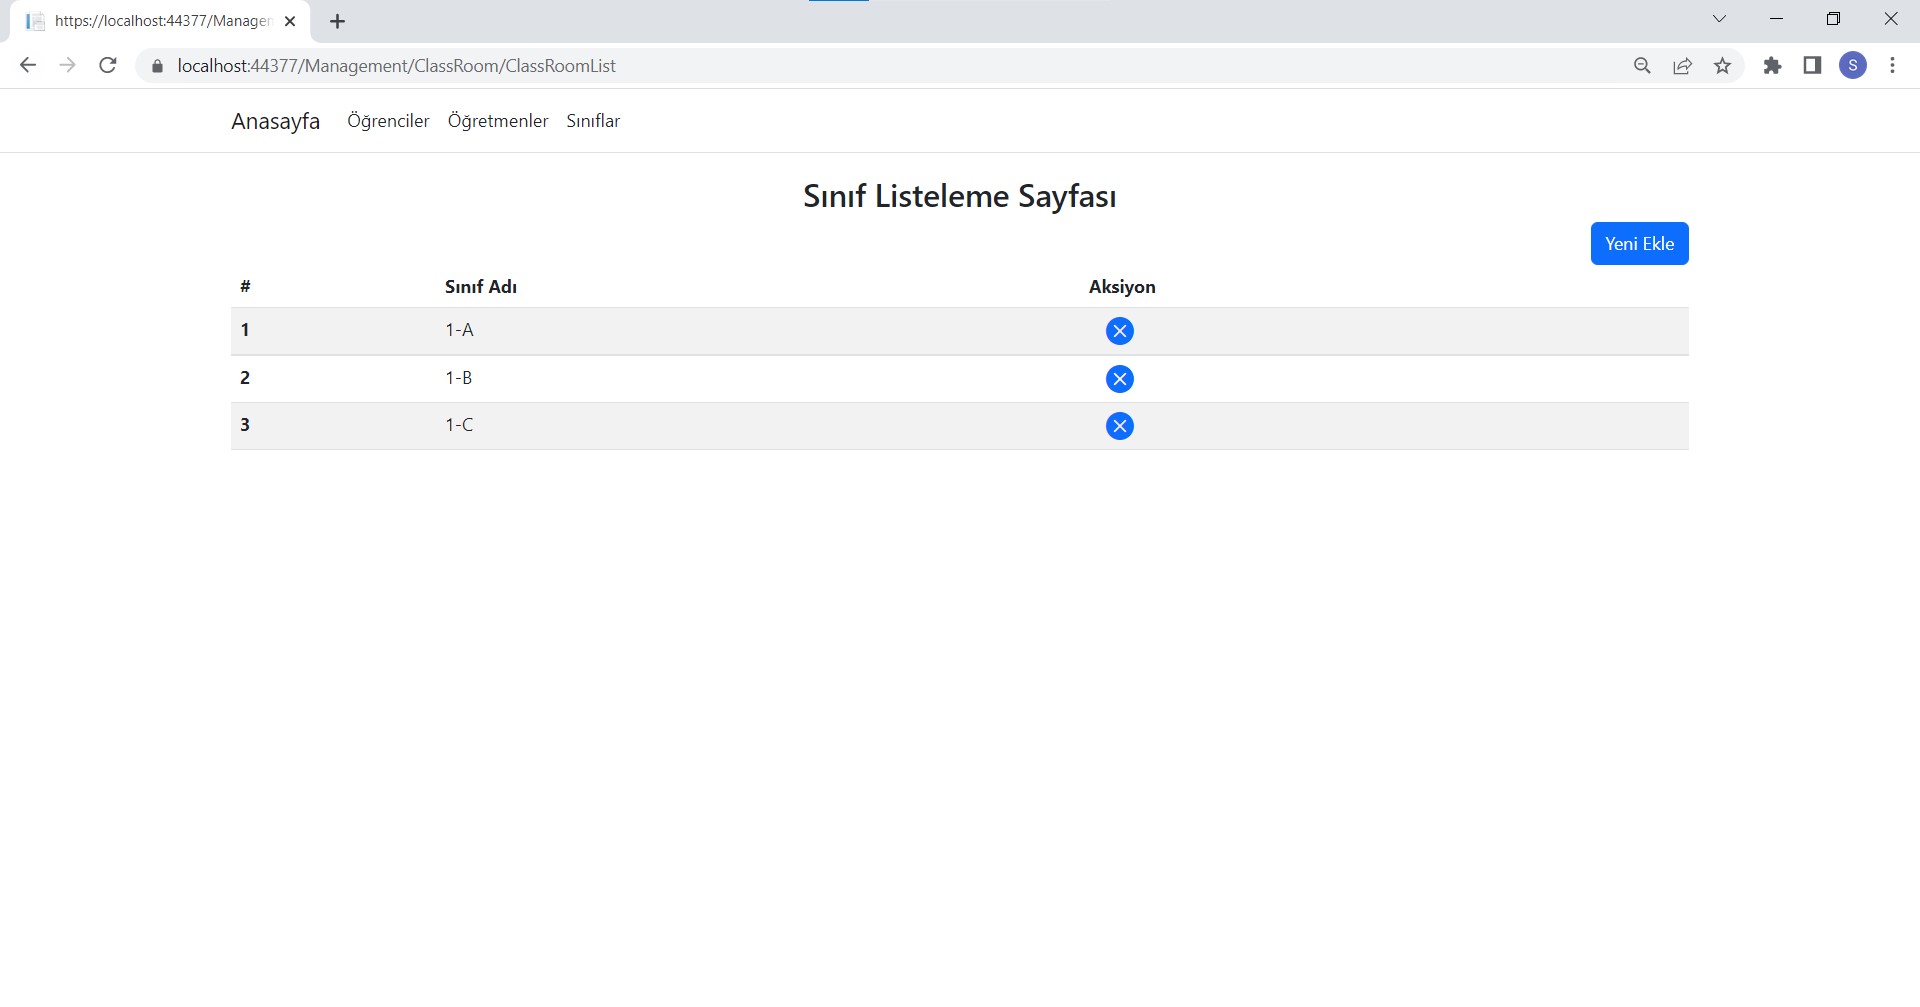 https://localhost:44377/Managen
localhost:44377/Management/ClassRoom/ClassRoomList
S
Anasayfa Öğrenciler Öğretmenler Sınıflar
Sınıf Listeleme Sayfası
Yeni Ekle
# Sınıf Adı Aksiyon
1 1-A
2 1-B
3 1-C